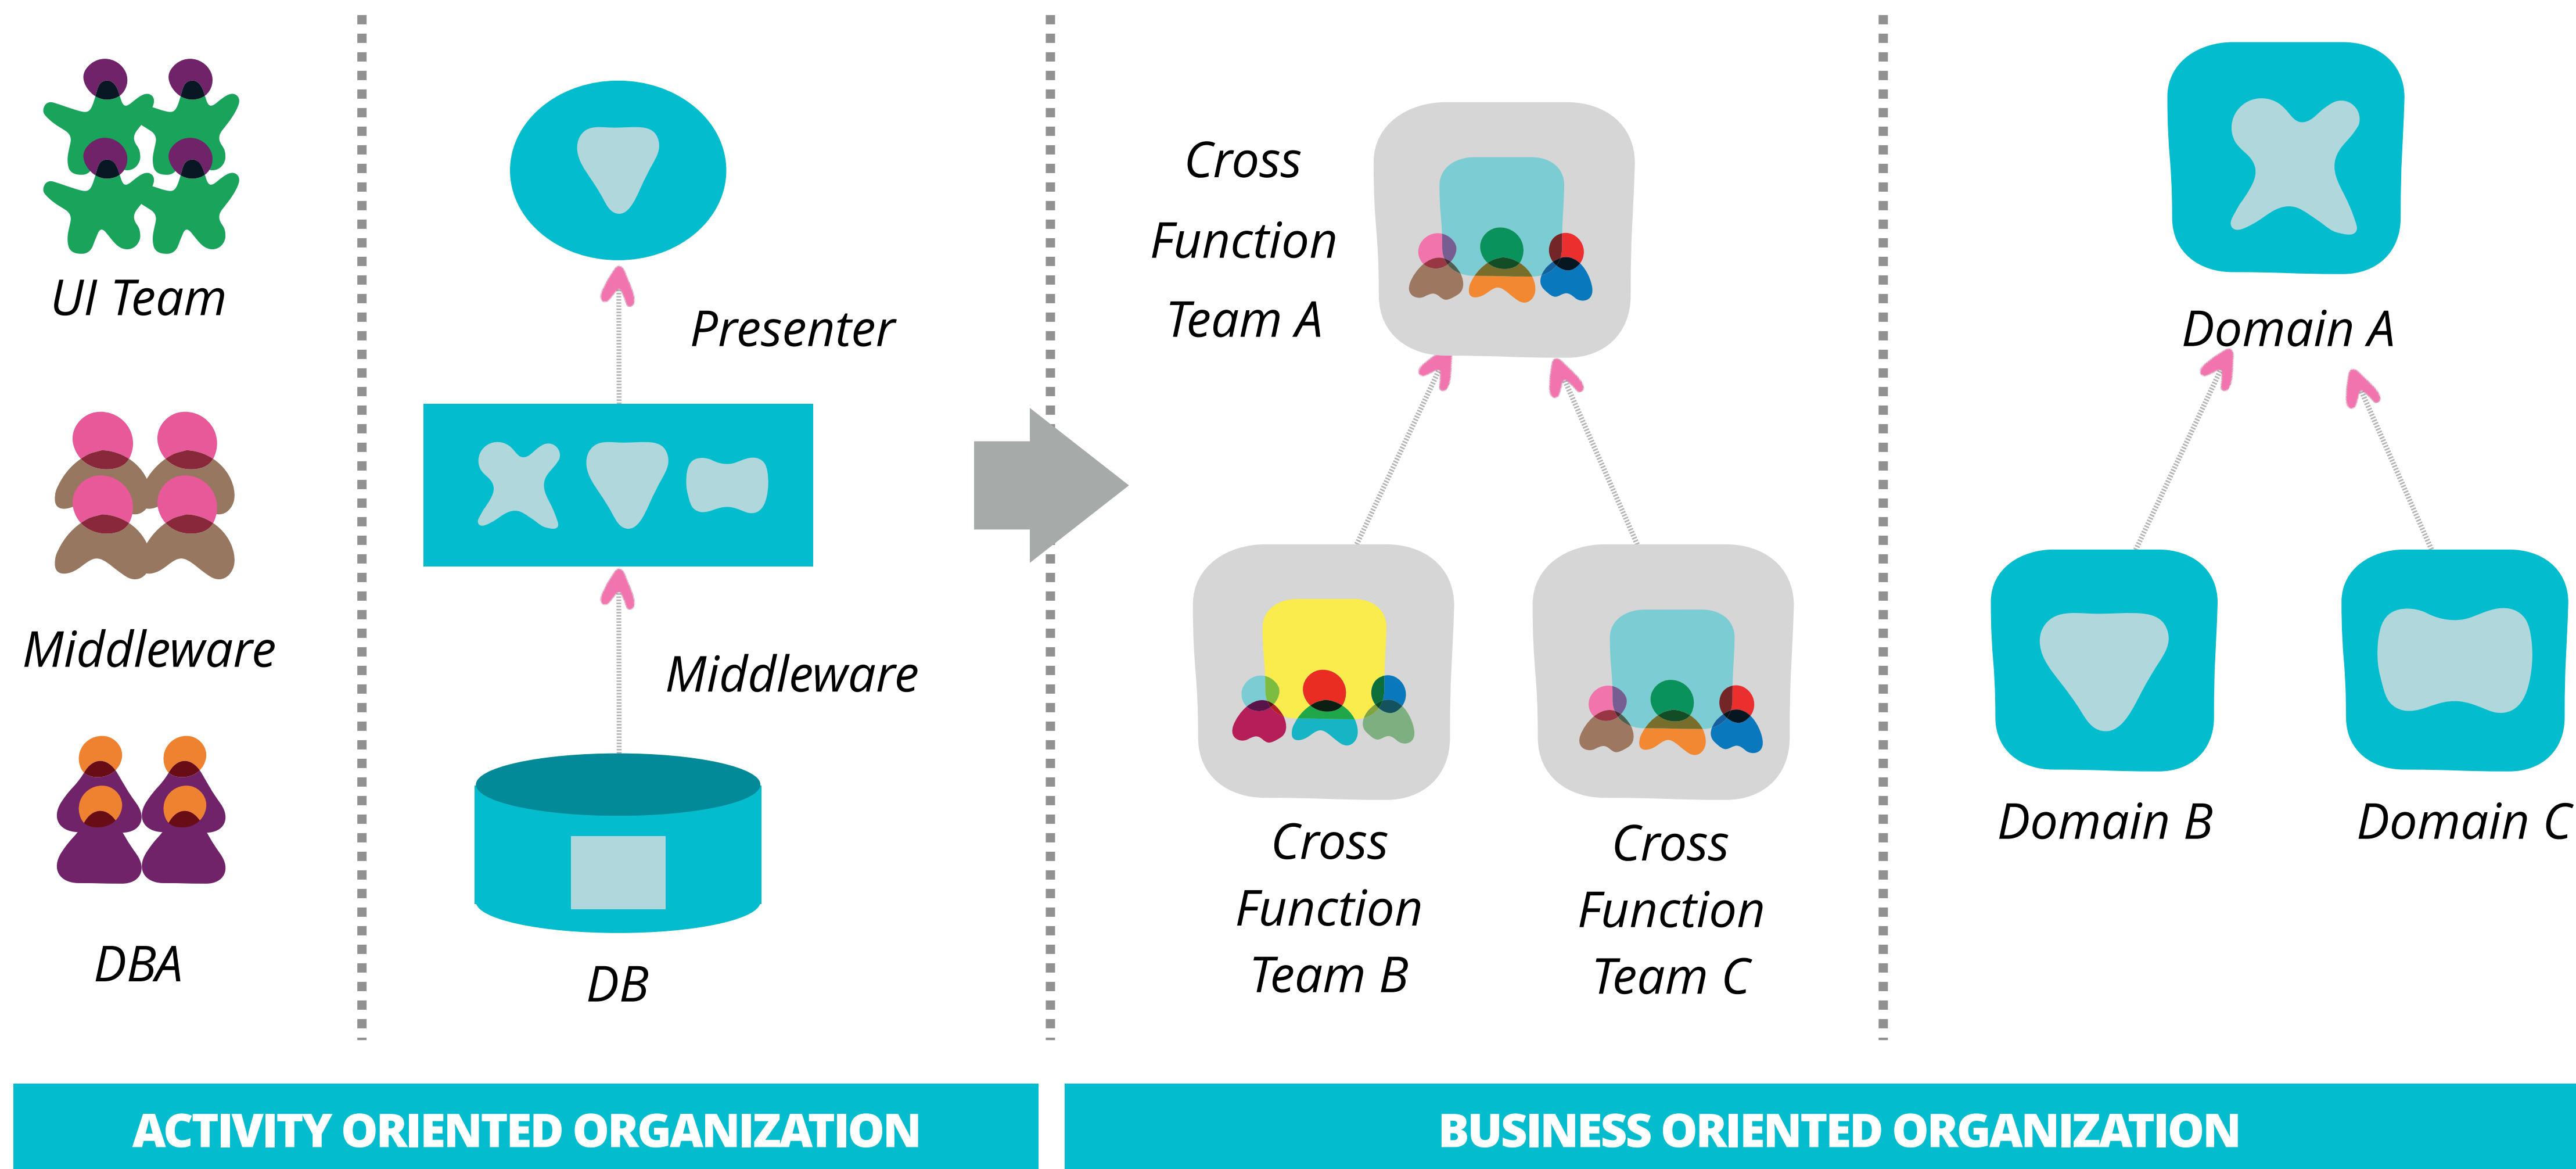 UI Team
Middleware
DBA
Presenter
Middleware
DB
Cross
Function
Team A
Cross
Function
Team B
Cross
Function
Team C
Domain A
Domain B
Domain C
ACTIVITY ORIENTED ORGANIZATION
BUSINESS ORIENTED ORGANIZATION